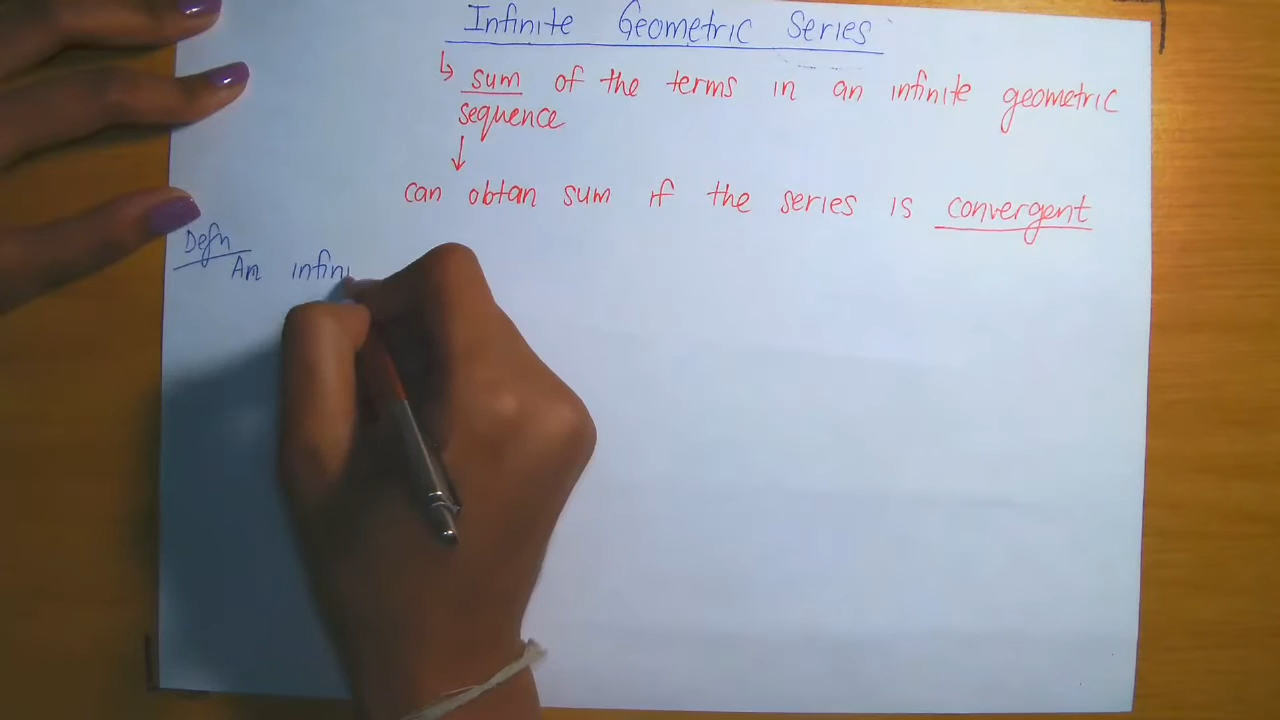 Infinite Geometric Series
↳ sum of the terms in an infinite geometric
sequence
↓
can obtan sum if the series is convergent
Defn
An infini